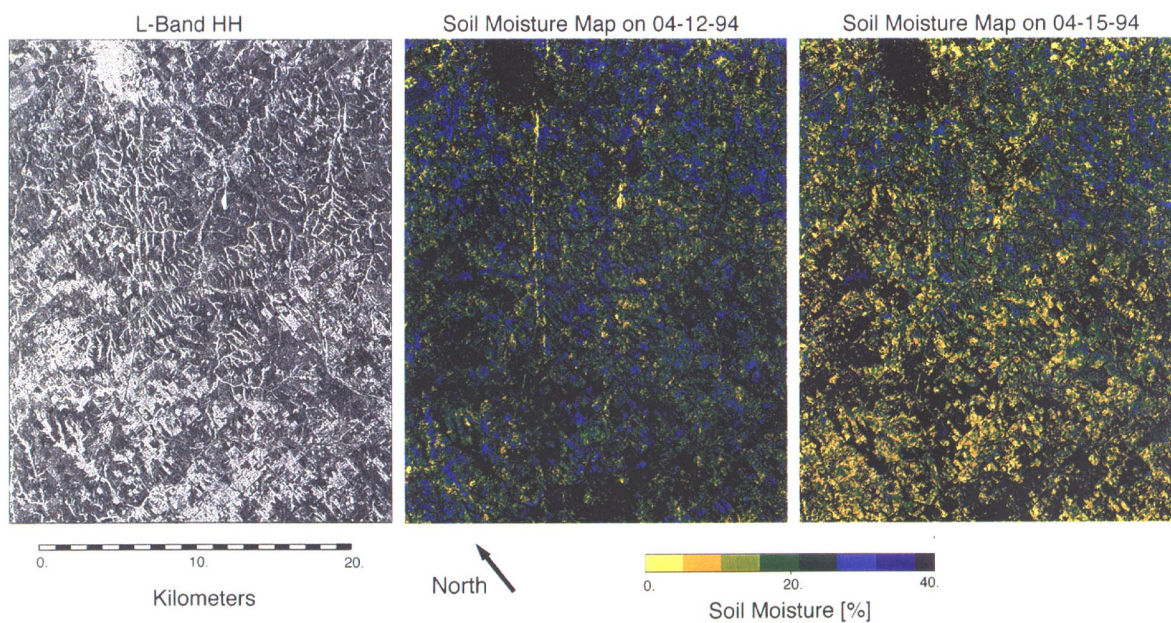 L-Band HH
Soil Moisture Map on 04-12-94
Soil Moisture Map on 04-15-94
0. 10. 20.
Kilometers
North
0. 20. 40.
Soil Moisture [%]